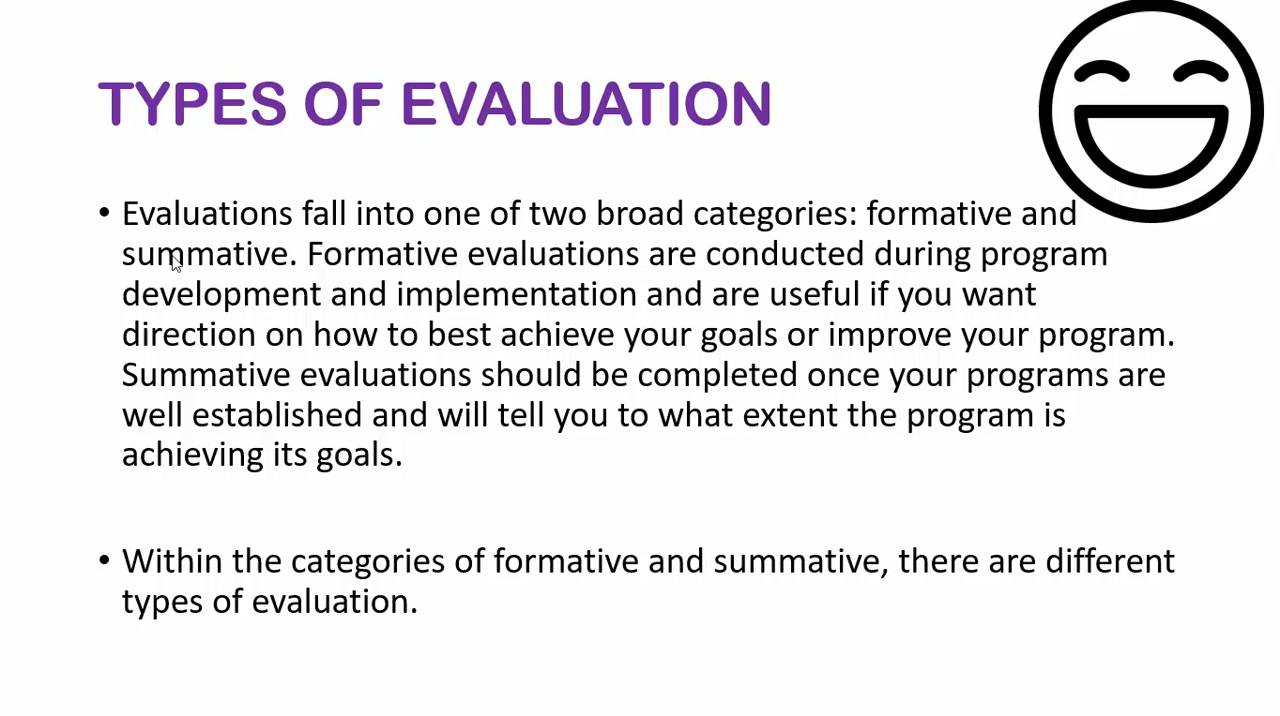 TYPES OF EVALUATION
• Evaluations fall into one of two broad categories: formative and
summative. Formative evaluations are conducted during program
development and implementation and are useful if you want
direction on how to best achieve your goals or improve your program.
Summative evaluations should be completed once your programs are
well established and will tell you to what extent the program is
achieving its goals.
• Within the categories of formative and summative, there are different
types of evaluation.